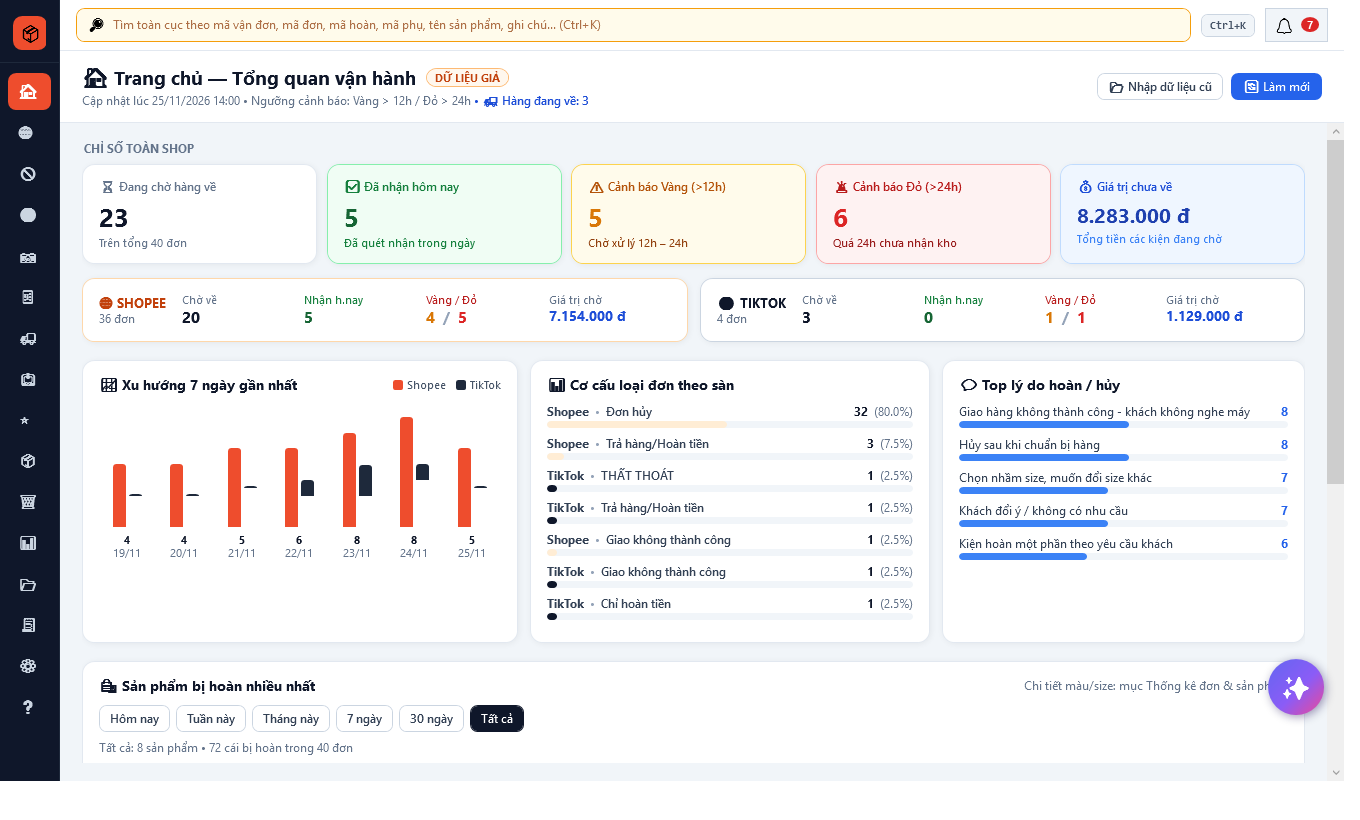 Tìm toàn cục theo mã vận đơn, mã đơn, mã hoàn, mã phụ, tên sản phẩm, ghi chú... (Ctrl+K)
Ctrl+K
7
Trang chủ — Tổng quan vận hành
DỮ LIỆU GIẢ
Cập nhật lúc 25/11/2026 14:00 • Ngưỡng cảnh báo: Vàng > 12h / Đỏ > 24h •
Hàng đang về: 3
Nhập dữ liệu cũ
Làm mới
CHỈ SỐ TOÀN SHOP
Đang chờ hàng về
23
Trên tổng 40 đơn
Đã nhận hôm nay
5
Đã quét nhận trong ngày
Cảnh báo Vàng (>12h)
5
Chờ xử lý 12h – 24h
Cảnh báo Đỏ (>24h)
6
Quá 24h chưa nhận kho
Giá trị chưa về
8.283.000 đ
Tổng tiền các kiện đang chờ
SHOPEE
36 đơn
Chờ về
20
Nhận h.nay
5
Vàng / Đỏ
4 / 5
Giá trị chờ
7.154.000 đ
TIKTOK
4 đơn
Chờ về
3
Nhận h.nay
0
Vàng / Đỏ
1 / 1
Giá trị chờ
1.129.000 đ
Xu hướng 7 ngày gần nhất
Shopee
TikTok
4 4 5 6 8 8 5
19/11 20/11 21/11 22/11 23/11 24/11 25/11
Cơ cấu loại đơn theo sàn
Shopee • Đơn hủy 32 (80.0%)
Shopee • Trả hàng/Hoàn tiền 3 (7.5%)
TikTok • THẤT THOÁT 1 (2.5%)
TikTok • Trả hàng/Hoàn tiền 1 (2.5%)
Shopee • Giao không thành công 1 (2.5%)
TikTok • Giao không thành công 1 (2.5%)
TikTok • Chỉ hoàn tiền 1 (2.5%)
Top lý do hoàn / hủy
Giao hàng không thành công - khách không nghe máy 8
Hủy sau khi chuẩn bị hàng 8
Chọn nhầm size, muốn đổi size khác 7
Khách đổi ý / không có nhu cầu 7
Kiện hoàn một phần theo yêu cầu khách 6
Sản phẩm bị hoàn nhiều nhất
Chi tiết màu/size: mục Thống kê đơn & sản
Hôm nay
Tuần này
Tháng này
7 ngày
30 ngày
Tất cả
Tất cả: 8 sản phẩm • 72 cái bị hoàn trong 40 đơn